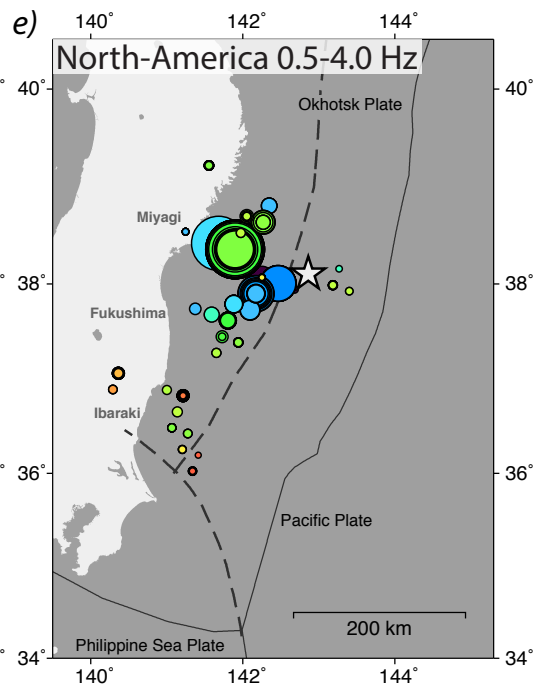 e)
140˚ 142˚ 144˚
North-America 0.5-4.0 Hz
40˚ 40˚
Okhotsk Plate
Miyagi
38˚ 38˚
Fukushima
Ibaraki
36˚ 36˚
Pacific Plate
200 km
Philippine Sea Plate
34˚ 34˚
140˚ 142˚ 144˚